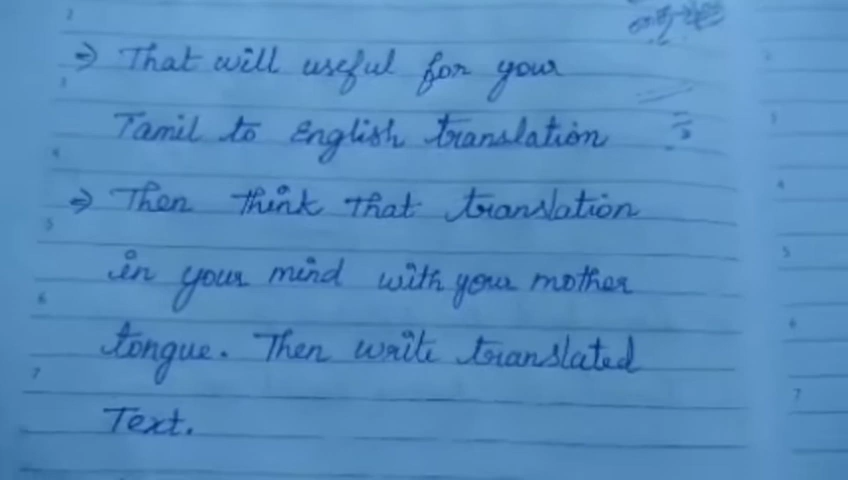 ⇒ That will useful for your
Tamil to English translation
⇒ Then think that translation
in your mind with your mother
tongue. Then write translated
Text.